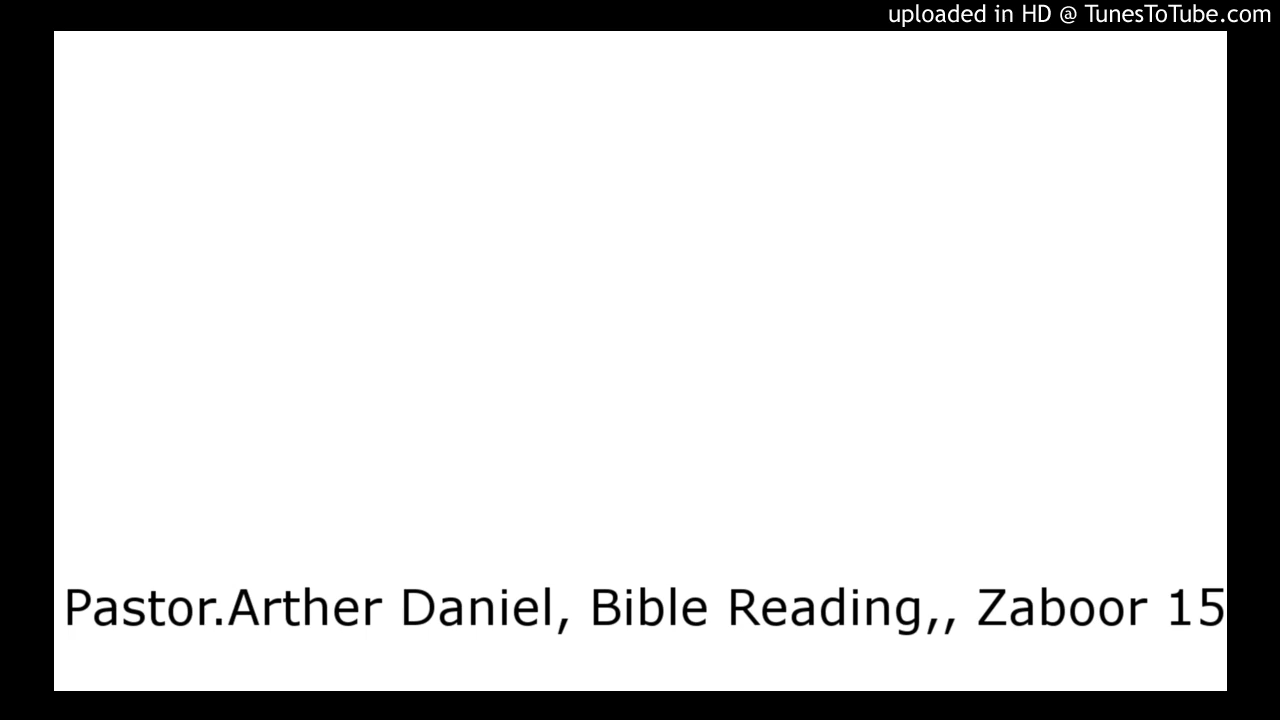 uploaded in HD @ TunesToTube.com
Pastor.Arther Daniel, Bible Reading,, Zaboor 15